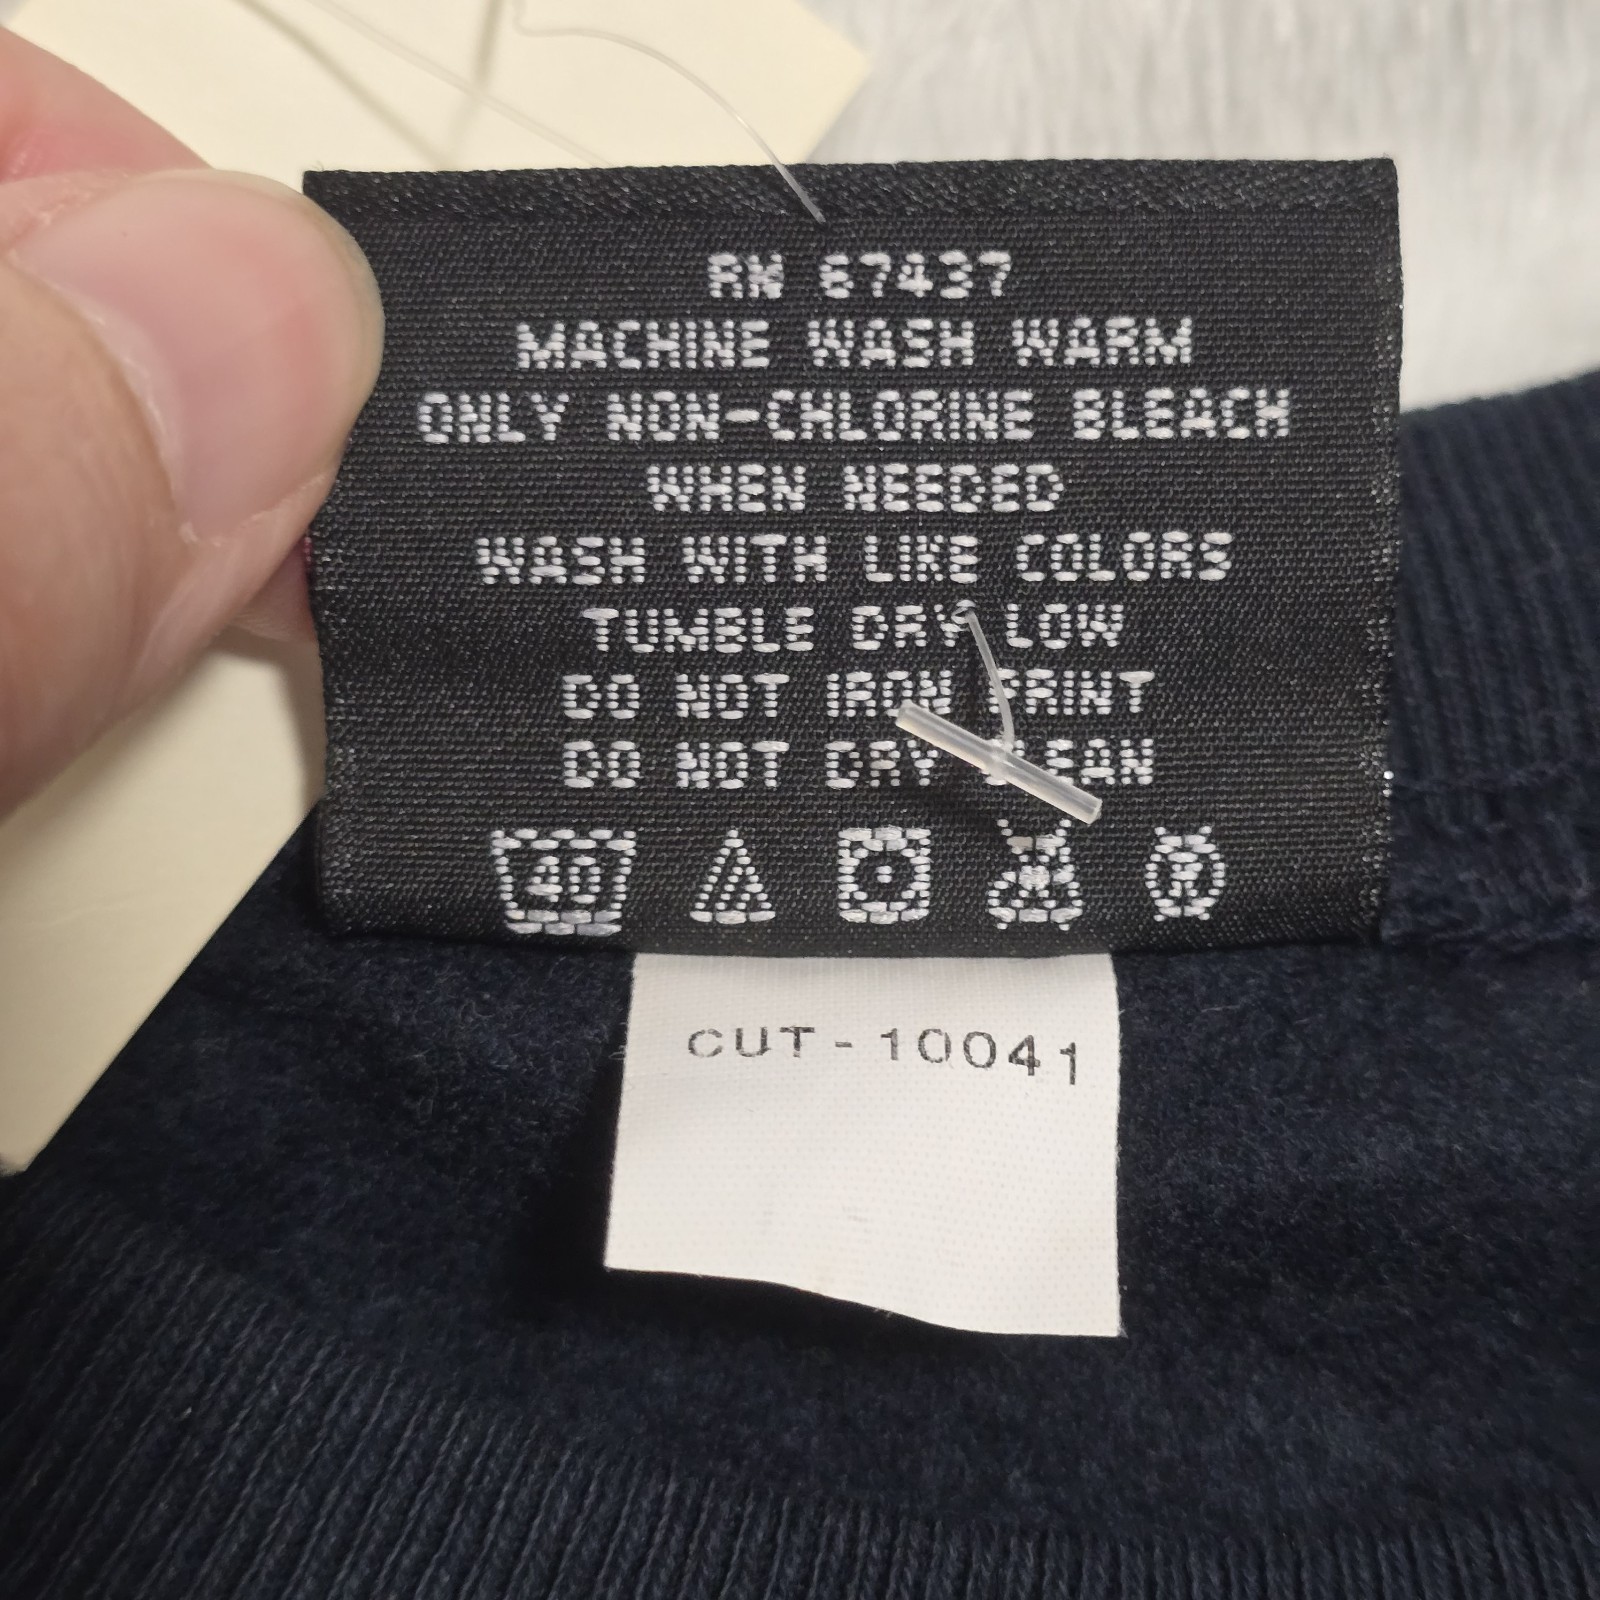 RN 67437
MACHINE WASH WARM
ONLY NON-CHLORINE BLEACH
WHEN NEEDED
WASH WITH LIKE COLORS
TUMBLE DRY LOW
DO NOT IRON PRINT
DO NOT DRY CLEAN
40
CUT-10041